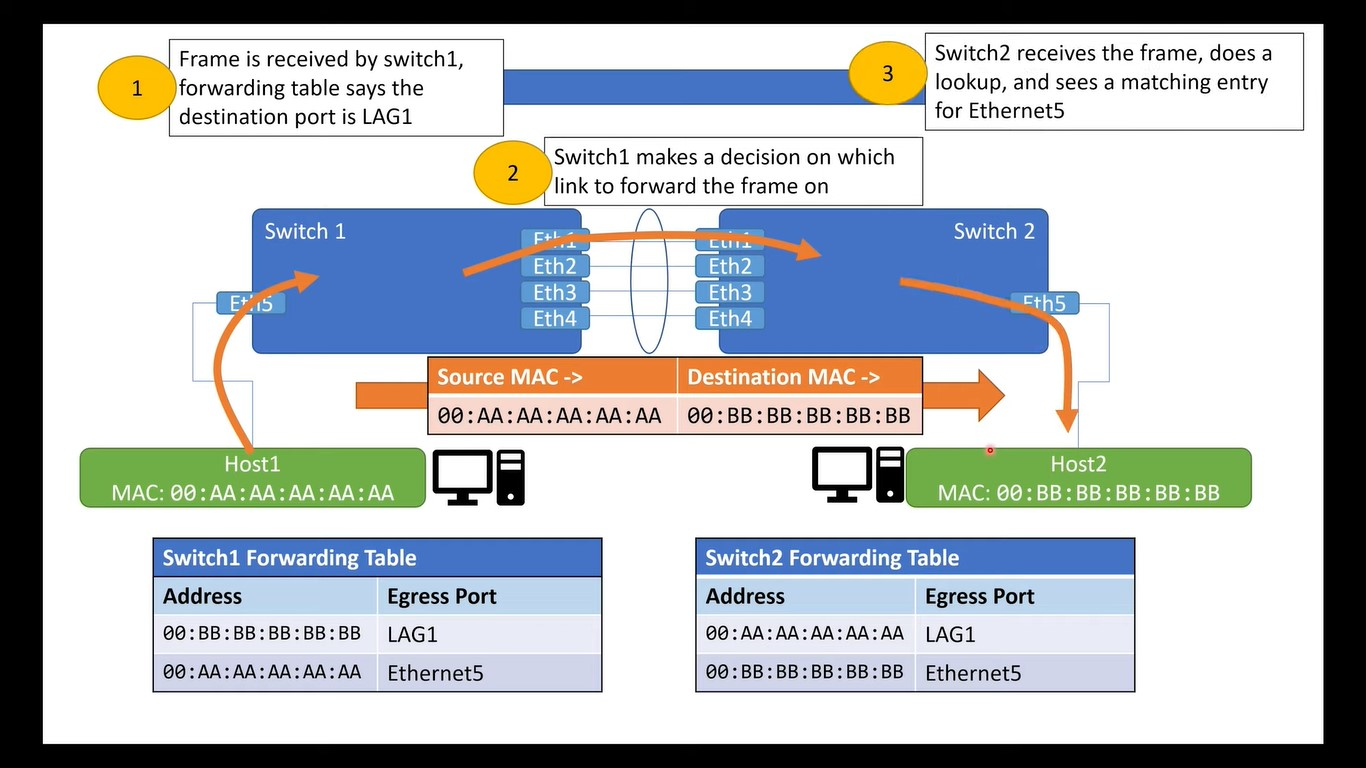 1
Frame is received by switch1,
forwarding table says the
destination port is LAG1
3
Switch2 receives the frame, does a
lookup, and sees a matching entry
for Ethernet5
2
Switch1 makes a decision on which
link to forward the frame on
Switch 1
Switch 2
Eth1
Eth2
Eth3
Eth4
Eth5
Eth1
Eth2
Eth3
Eth4
Eth5
Source MAC -> Destination MAC ->
00:AA:AA:AA:AA:AA 00:BB:BB:BB:BB:BB
Host1
MAC: 00:AA:AA:AA:AA:AA
Host2
MAC: 00:BB:BB:BB:BB:BB
Switch1 Forwarding Table
Address Egress Port
00:BB:BB:BB:BB:BB LAG1
00:AA:AA:AA:AA:AA Ethernet5
Switch2 Forwarding Table
Address Egress Port
00:AA:AA:AA:AA:AA LAG1
00:BB:BB:BB:BB:BB Ethernet5